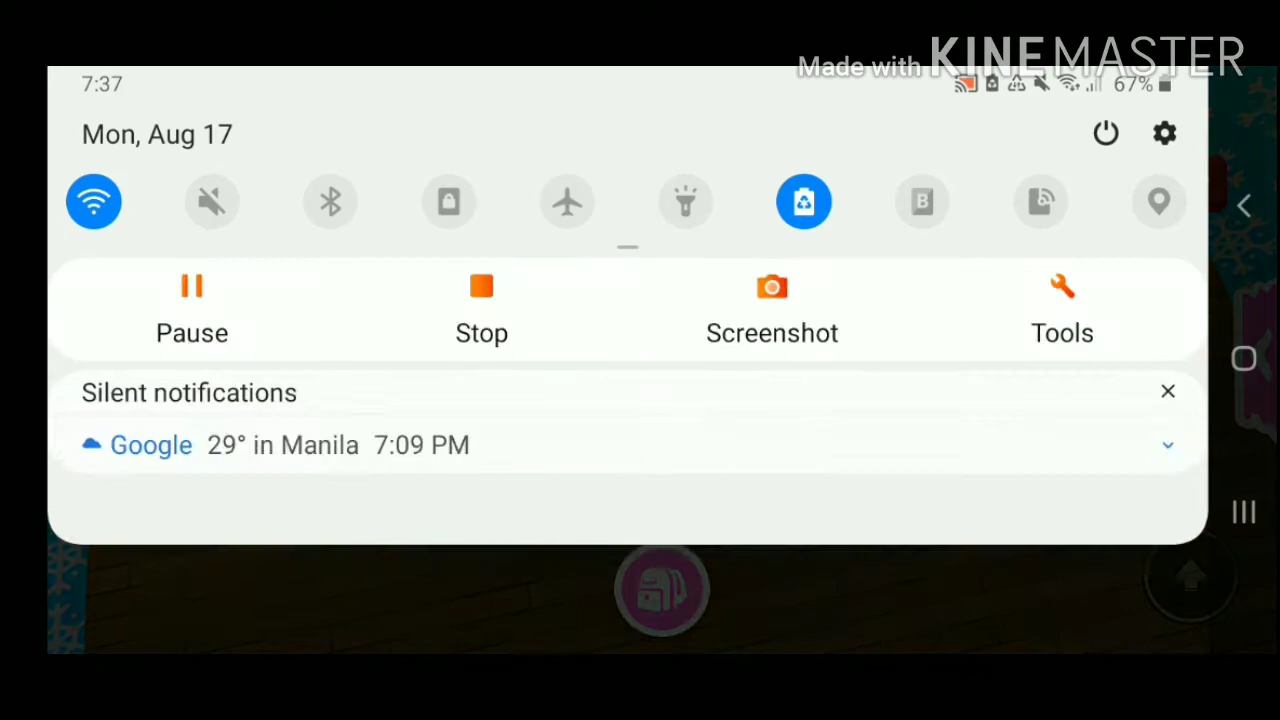 Made with KINEMASTER
7:37
67%
Mon, Aug 17
B
Pause
Stop
Screenshot
Tools
Silent notifications
Google 29° in Manila 7:09 PM